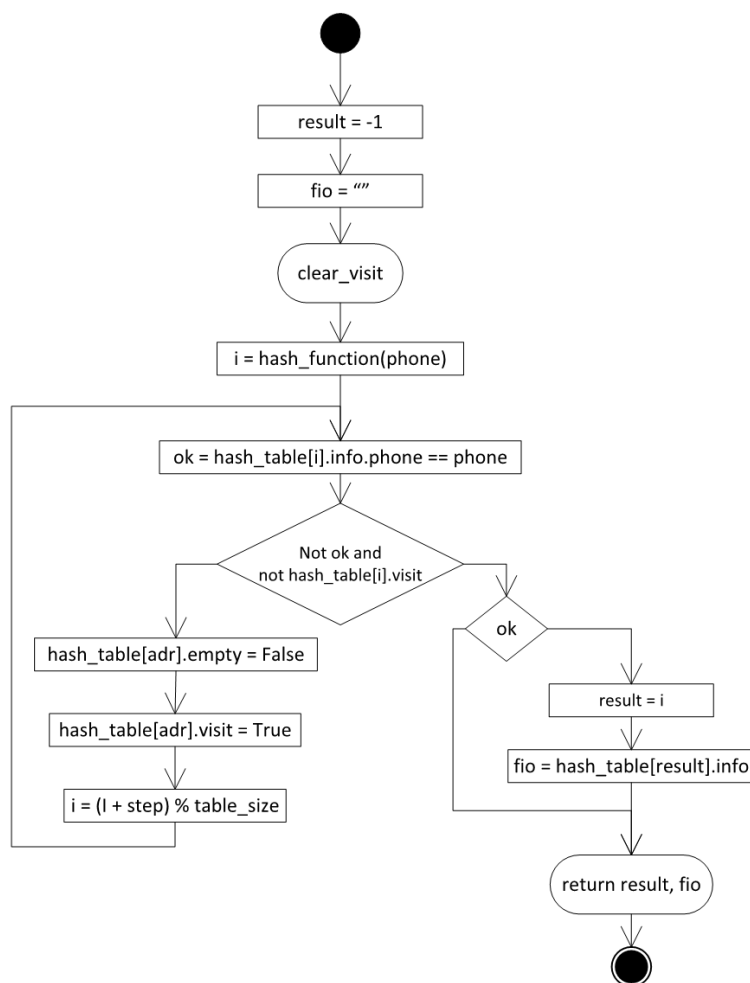 result = -1
fio = “”
clear_visit
i = hash_function(phone)
ok = hash_table[i].info.phone == phone
Not ok and
not hash_table[i].visit
ok
hash_table[adr].empty = False
result = i
hash_table[adr].visit = True
fio = hash_table[result].info
i = (I + step) % table_size
return result, fio